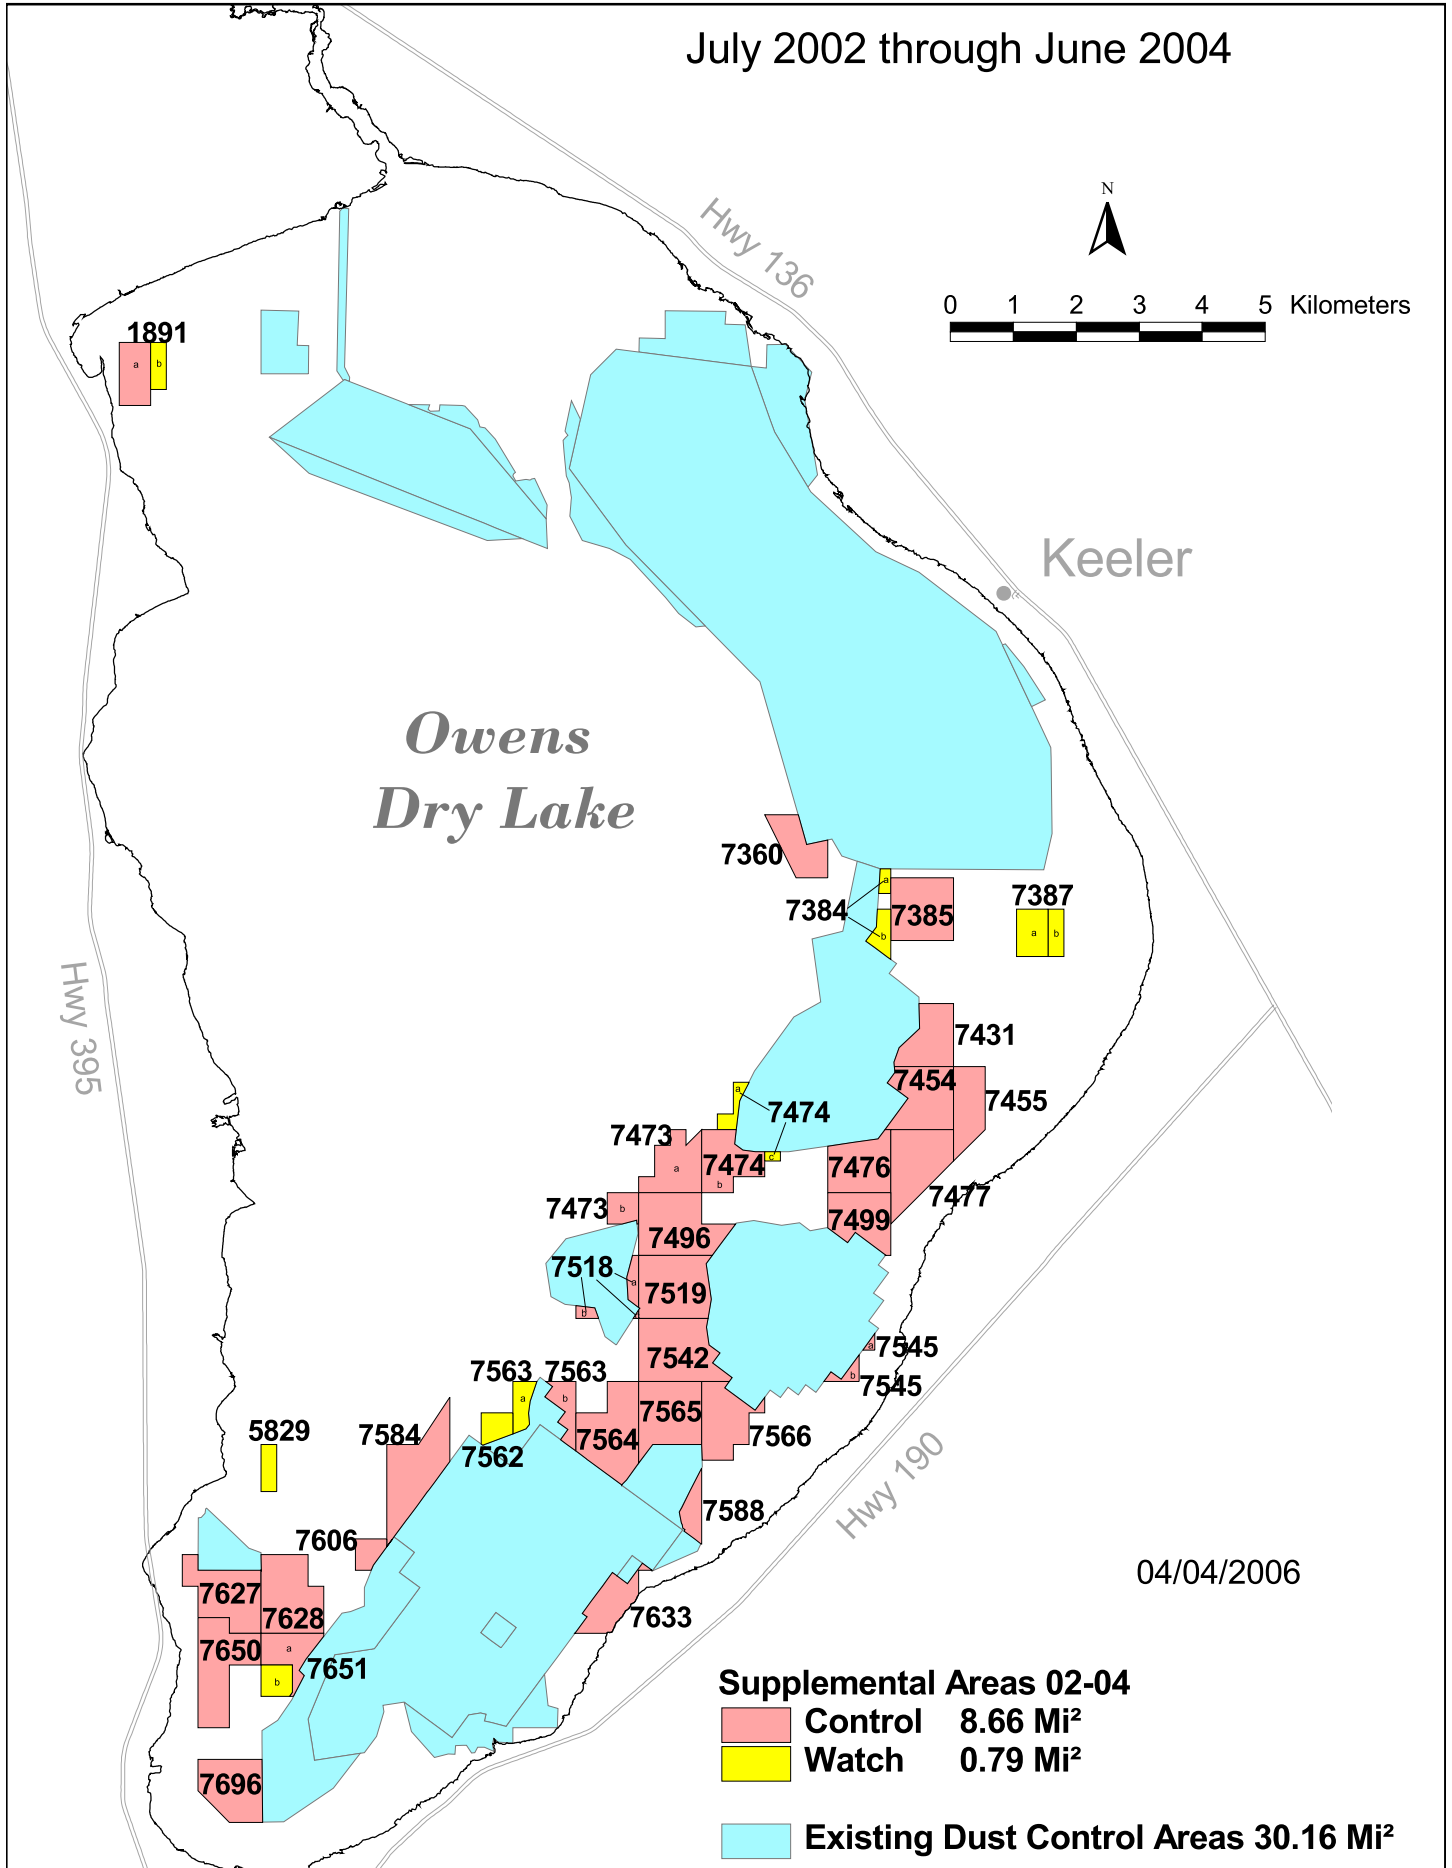 July 2002 through June 2004
N
0 1 2 3 4 5 Kilometers
Hwy 136
1891
a
b
Keeler
Owens
Dry Lake
7360
7384
a
b
7385
7387
a
b
Hwy 395
7431
7454
7455
7474
a
c
7473
a
7474
b
7476
7477
7473
b
7499
7496
7518
a
b
7519
7542
7545
a
7545
b
7563
a
7563
b
7562
7564
7565
7566
5829
7584
7588
Hwy 190
7606
04/04/2006
7627
7628
7633
7650
7651
a
b
7696
Supplemental Areas 02-04
Control 8.66 Mi²
Watch 0.79 Mi²
Existing Dust Control Areas 30.16 Mi²